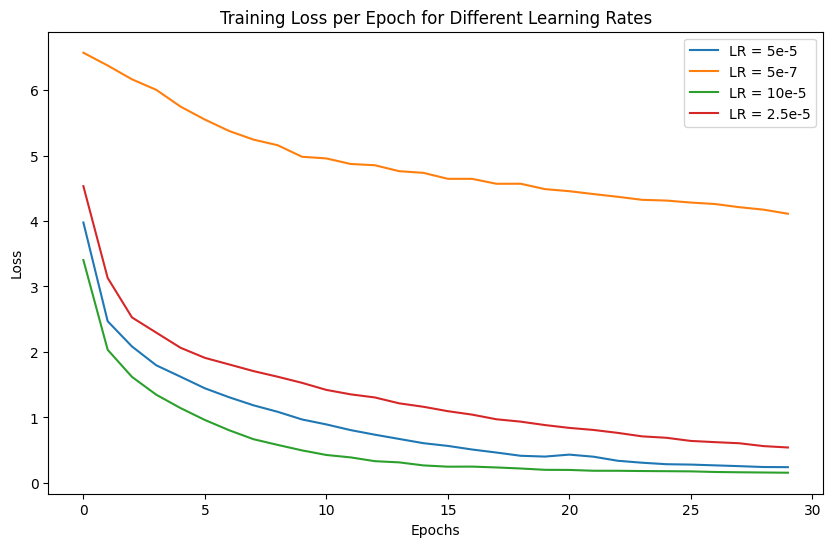 Training Loss per Epoch for Different Learning Rates
LR = 5e-5
LR = 5e-7
LR = 10e-5
LR = 2.5e-5
6
5
4
3
2
1
0
Loss
0 5 10 15 20 25 30
Epochs